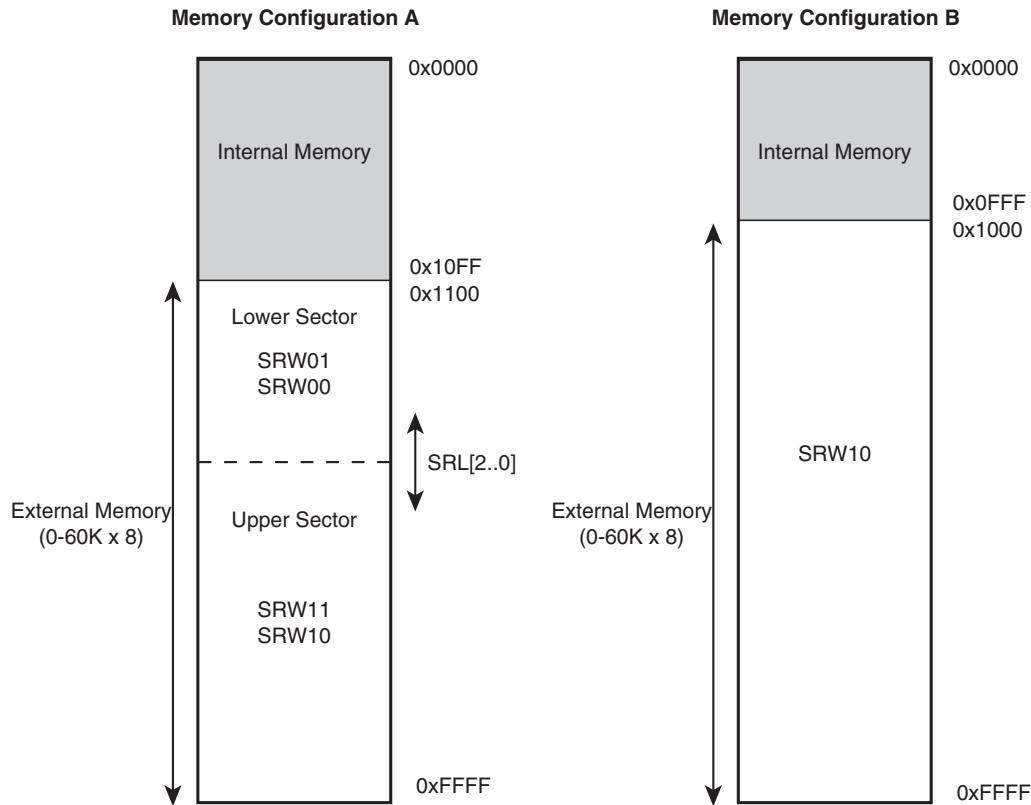 Memory Configuration A
0x0000
Internal Memory
0x10FF
0x1100
Lower Sector
SRW01
SRW00
SRL[2..0]
External Memory
(0-60K x 8)
Upper Sector
SRW11
SRW10
0xFFFF
Memory Configuration B
0x0000
Internal Memory
0x0FFF
0x1000
SRW10
External Memory
(0-60K x 8)
0xFFFF